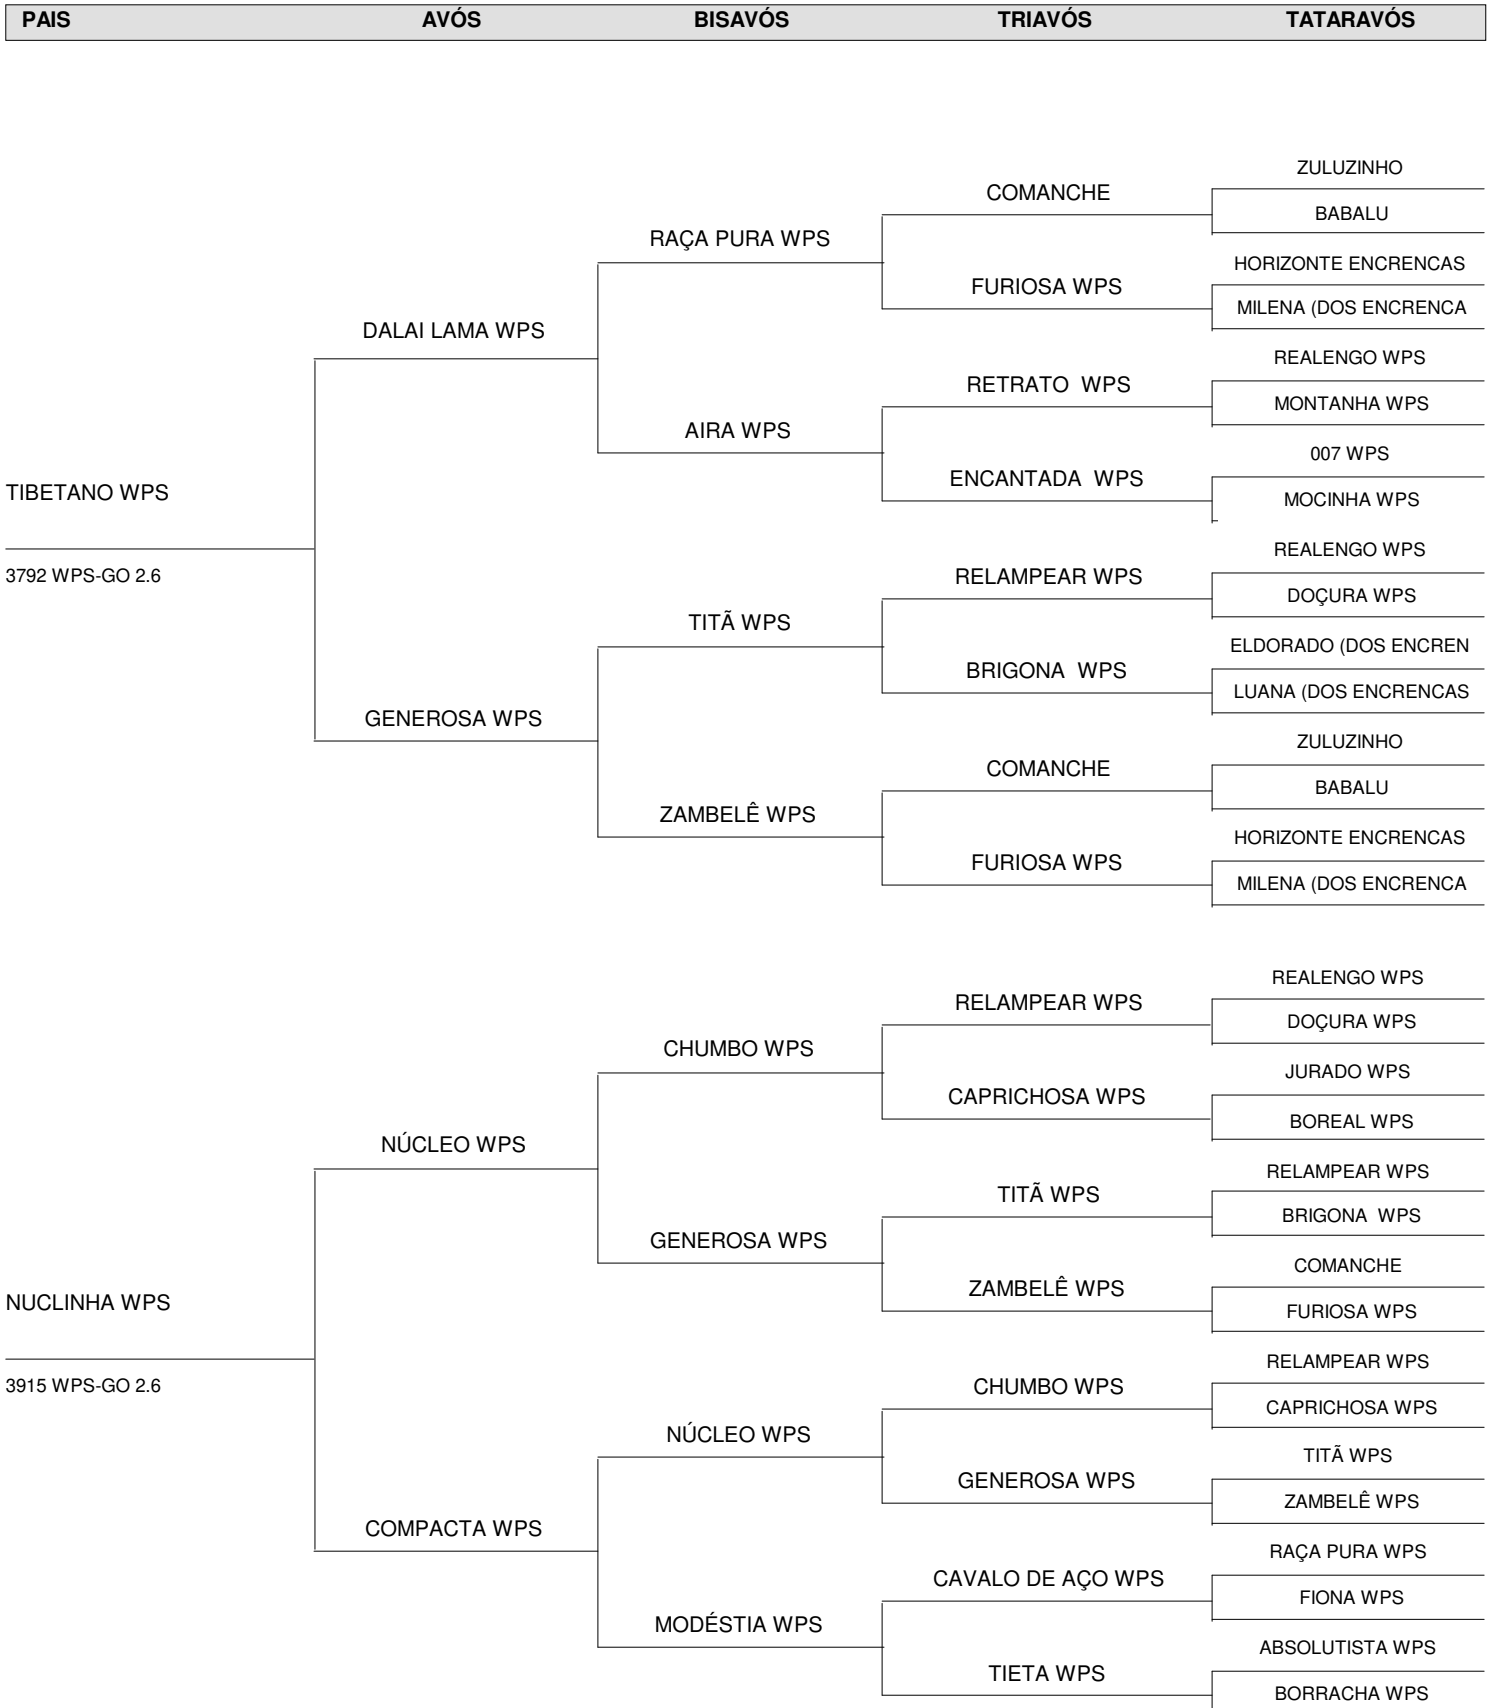 PAIS AVÓS BISAVÓS TRIAVÓS TATARAVÓS
ZULUZINHO
COMANCHE
BABALU
RAÇA PURA WPS
HORIZONTE ENCRENCAS
FURIOSA WPS
MILENA (DOS ENCRENCA
DALAI LAMA WPS
REALENGO WPS
RETRATO WPS
MONTANHA WPS
AIRA WPS
007 WPS
ENCANTADA WPS
MOCINHA WPS
TIBETANO WPS
REALENGO WPS
3792 WPS-GO 2.6
RELAMPEAR WPS
DOÇURA WPS
TITÃ WPS
ELDORADO (DOS ENCREN
BRIGONA WPS
LUANA (DOS ENCRENCAS
GENEROSA WPS
ZULUZINHO
COMANCHE
BABALU
ZAMBELÊ WPS
HORIZONTE ENCRENCAS
FURIOSA WPS
MILENA (DOS ENCRENCA
REALENGO WPS
RELAMPEAR WPS
DOÇURA WPS
CHUMBO WPS
JURADO WPS
CAPRICHOSA WPS
BOREAL WPS
NÚCLEO WPS
RELAMPEAR WPS
TITÃ WPS
BRIGONA WPS
GENEROSA WPS
COMANCHE
ZAMBELÊ WPS
FURIOSA WPS
NUCLINHA WPS
RELAMPEAR WPS
3915 WPS-GO 2.6
CHUMBO WPS
CAPRICHOSA WPS
NÚCLEO WPS
TITÃ WPS
GENEROSA WPS
ZAMBELÊ WPS
COMPACTA WPS
RAÇA PURA WPS
CAVALO DE AÇO WPS
FIONA WPS
MODÉSTIA WPS
ABSOLUTISTA WPS
TIETA WPS
BORRACHA WPS